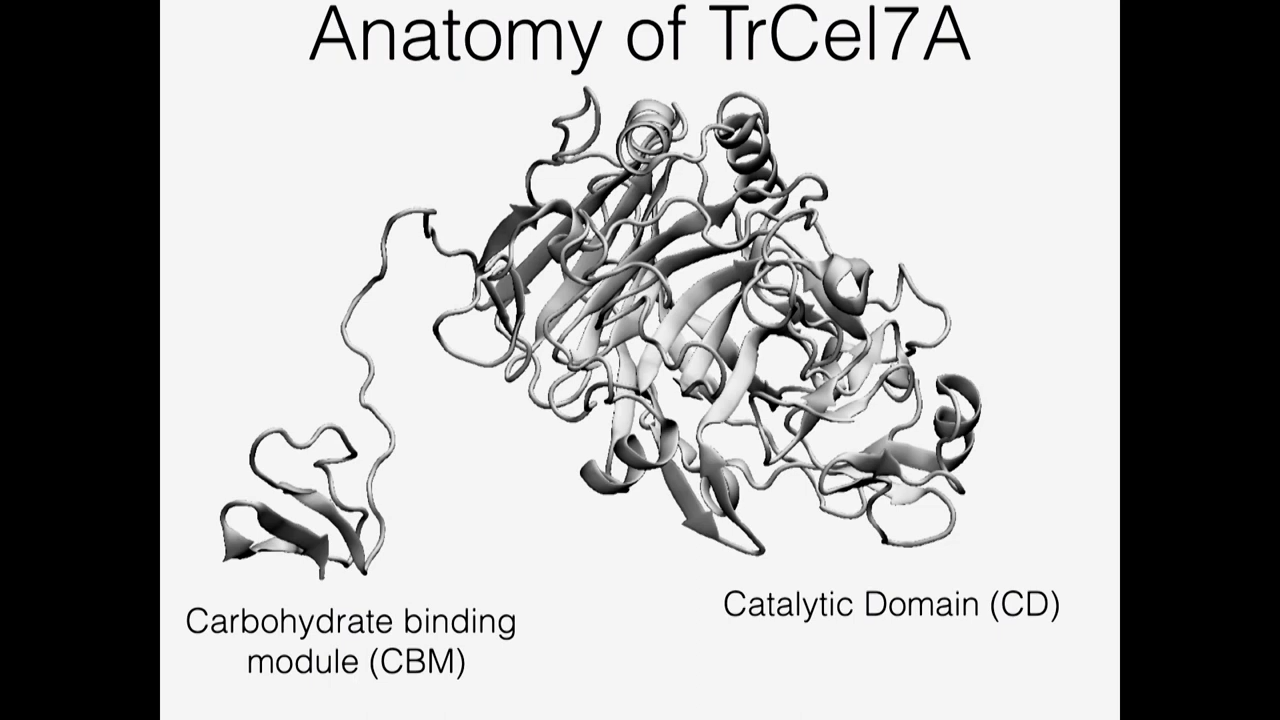 Anatomy of TrCel7A
Carbohydrate binding
module (CBM)
Catalytic Domain (CD)